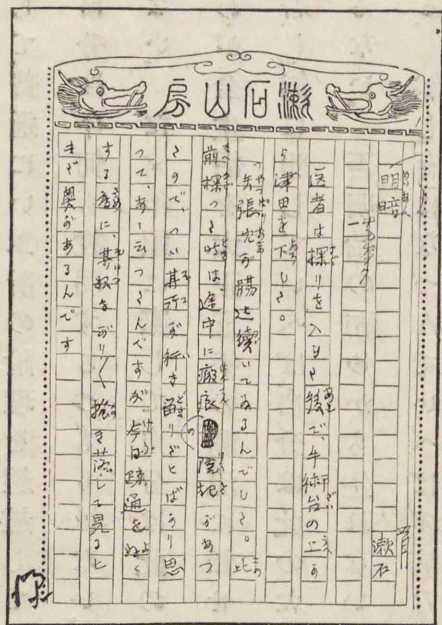 漱石山房
明暗
漱石
医者は探りを入れた後で、手術台の上か
ら津田を下した。
「矢張穴が腸迄続いてゐるんでした。此
前探つた時は途中に瘢痕の隆起があつ
たので、つい其所が行き留りだとばかり思
つて、あゝ云つたんですが、今日疎通を好く
する為に、其奴をがり〳〵掻き落して見ると
まだ奥があるんです